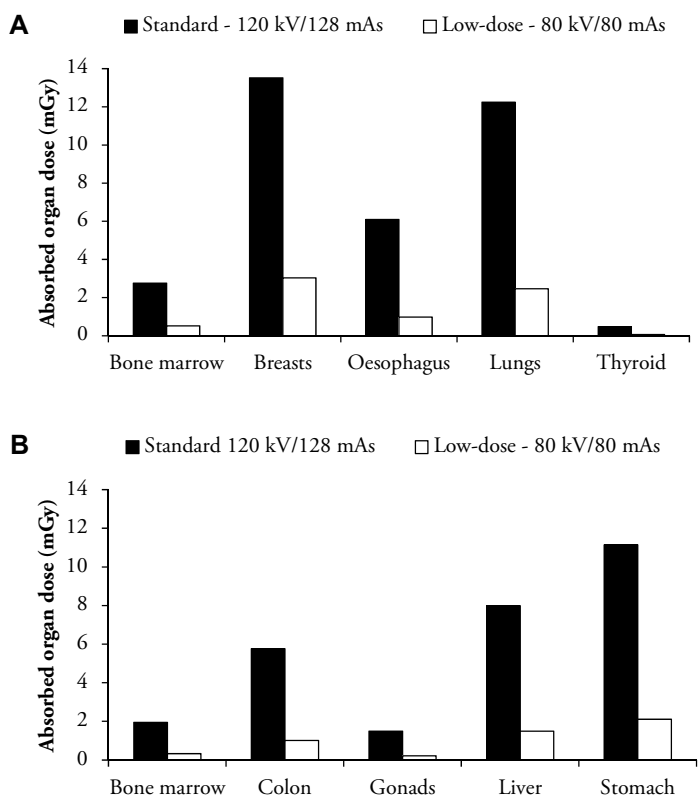 A
Standard - 120 kV/128 mAs Low-dose - 80 kV/80 mAs
Absorbed organ dose (mGy)
14
12
10
8
6
4
2
0
Bone marrow Breasts Oesophagus Lungs Thyroid
B
Standard 120 kV/128 mAs Low-dose - 80 kV/80 mAs
Absorbed organ dose (mGy)
14
12
10
8
6
4
2
0
Bone marrow Colon Gonads Liver Stomach